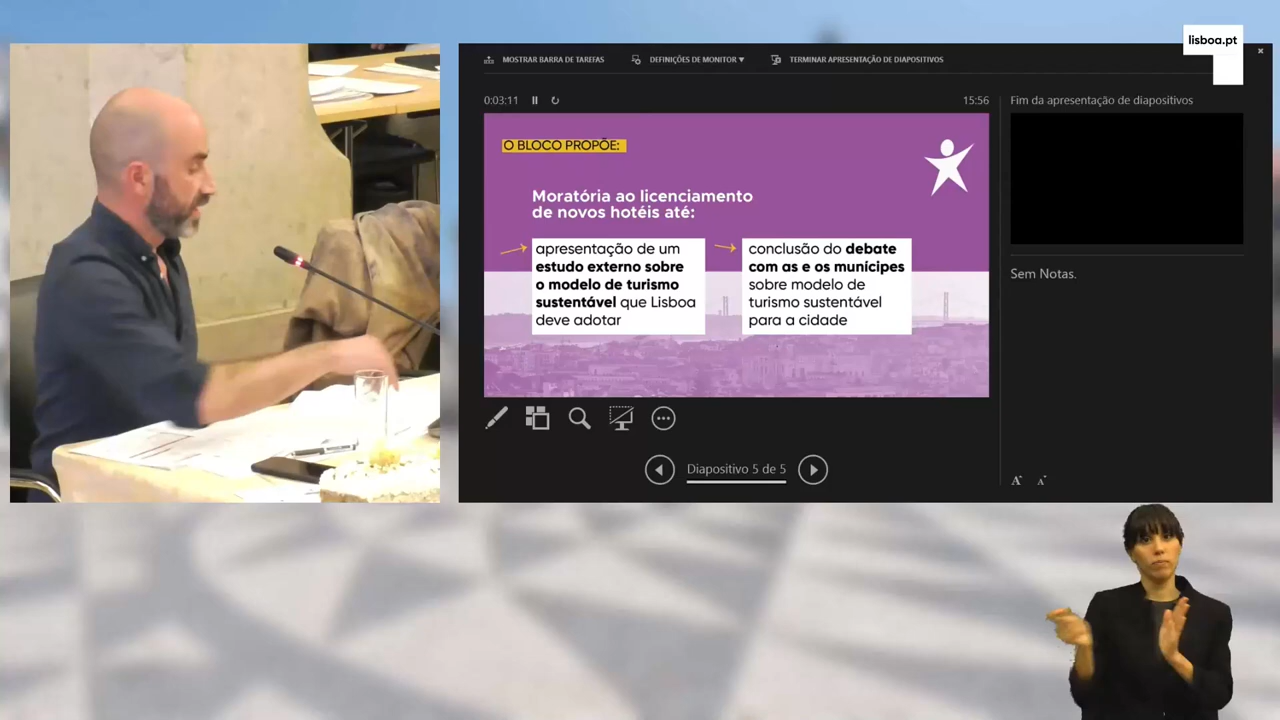 lisboa.pt
MOSTRAR BARRA DE TAREFAS
DEFINIÇÕES DE MONITOR ▼
TERMINAR APRESENTAÇÃO DE DIAPOSITIVOS
0:03:11
15:56
Fim da apresentação de diapositivos
O BLOCO PROPÕE:
Moratória ao licenciamento
de novos hotéis até:
apresentação de um
estudo externo sobre
o modelo de turismo
sustentável que Lisboa
deve adotar
conclusão do debate
com as e os munícipes
sobre modelo de
turismo sustentável
para a cidade
Sem Notas.
Diapositivo 5 de 5
A A